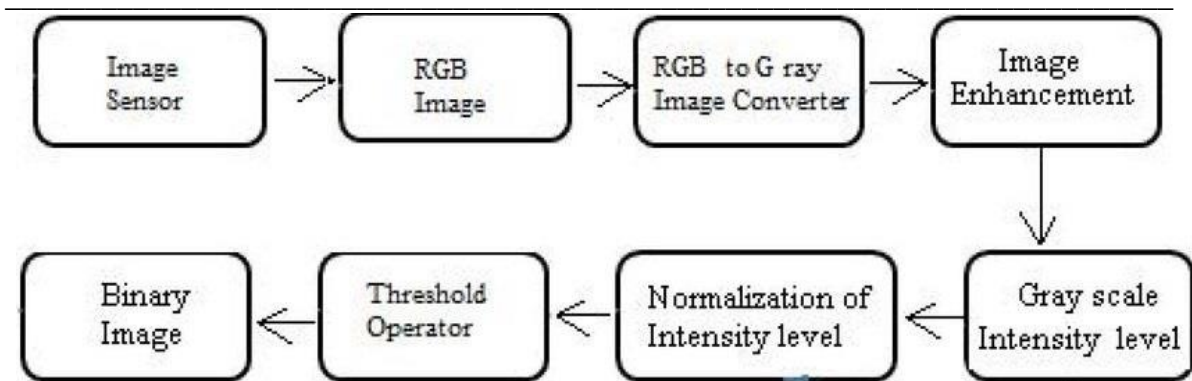 Image
Sensor
RGB
Image
RGB to G ray
Image Converter
Image
Enhancement
Gray scale
Intensity level
Normalization of
Intensity level
Threshold
Operator
Binary
Image